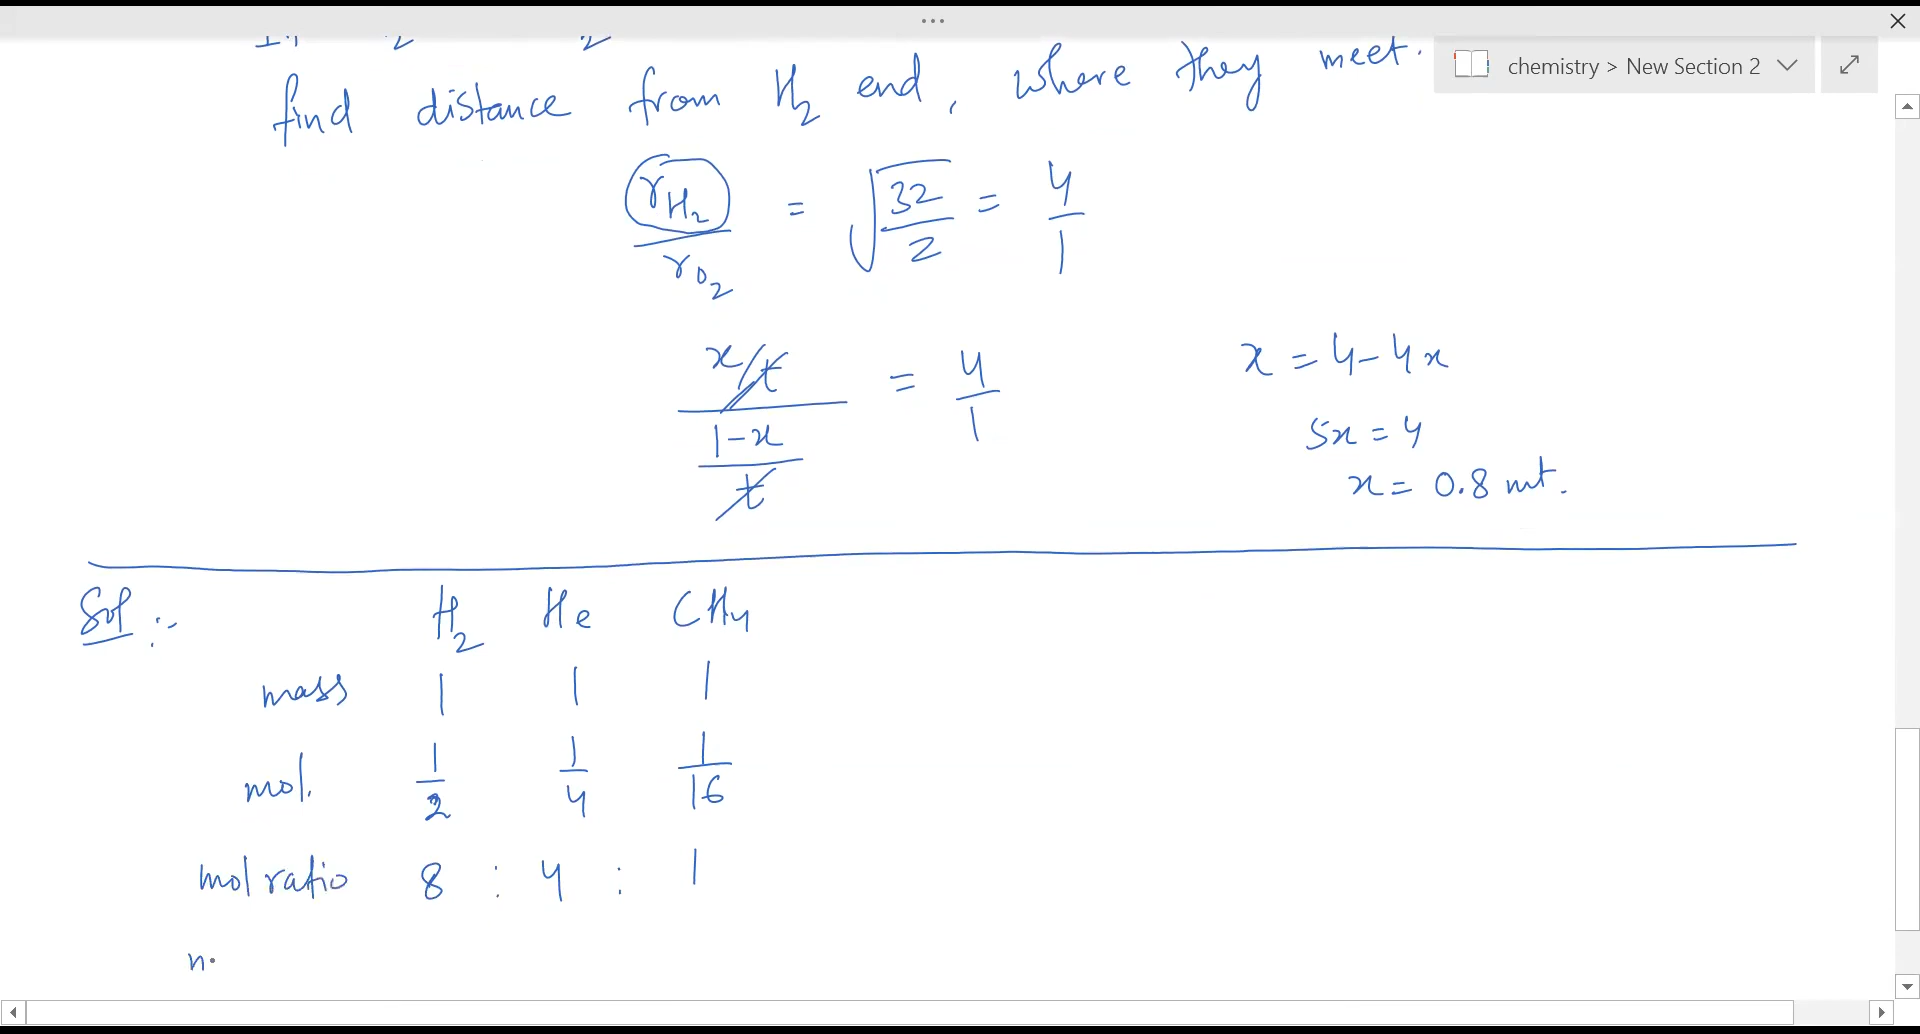 ...
find distance from H₂ end, where they meet.
chemistry > New Section 2
r_H₂ / r_O₂ = √(32/2) = 4/1
(x/t) / ((1-x)/t) = 4/1
x = 4 - 4x
5x = 4
x = 0.8 mt.
Sol :-
H₂ He CH₄
mass 1 1 1
mol. 1/2 1/4 1/16
mol ratio 8 : 4 : 1
n.